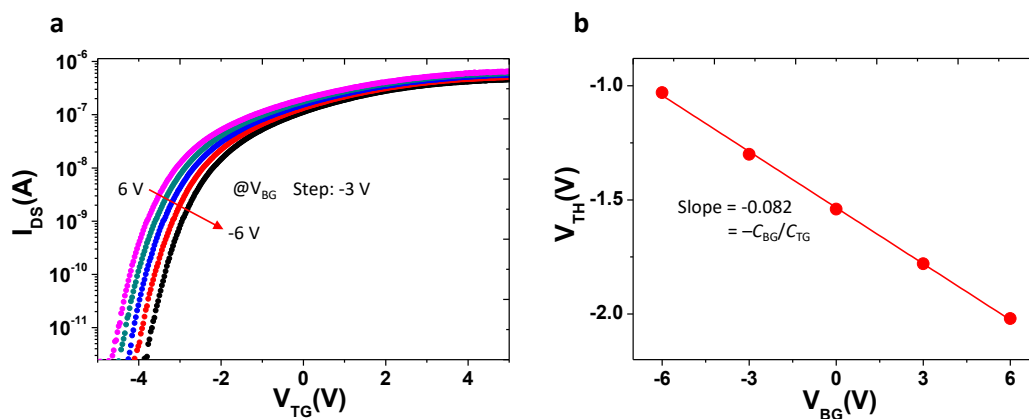 a
10⁻⁶
10⁻⁷
10⁻⁸
10⁻⁹
10⁻¹⁰
10⁻¹¹
I_DS(A)
6 V
@V_BG Step: -3 V
-6 V
-4 -2 0 2 4
V_TG(V)
b
-1.0
-1.5
-2.0
V_TH(V)
Slope = -0.082
= –C_BG/C_TG
-6 -3 0 3 6
V_BG(V)